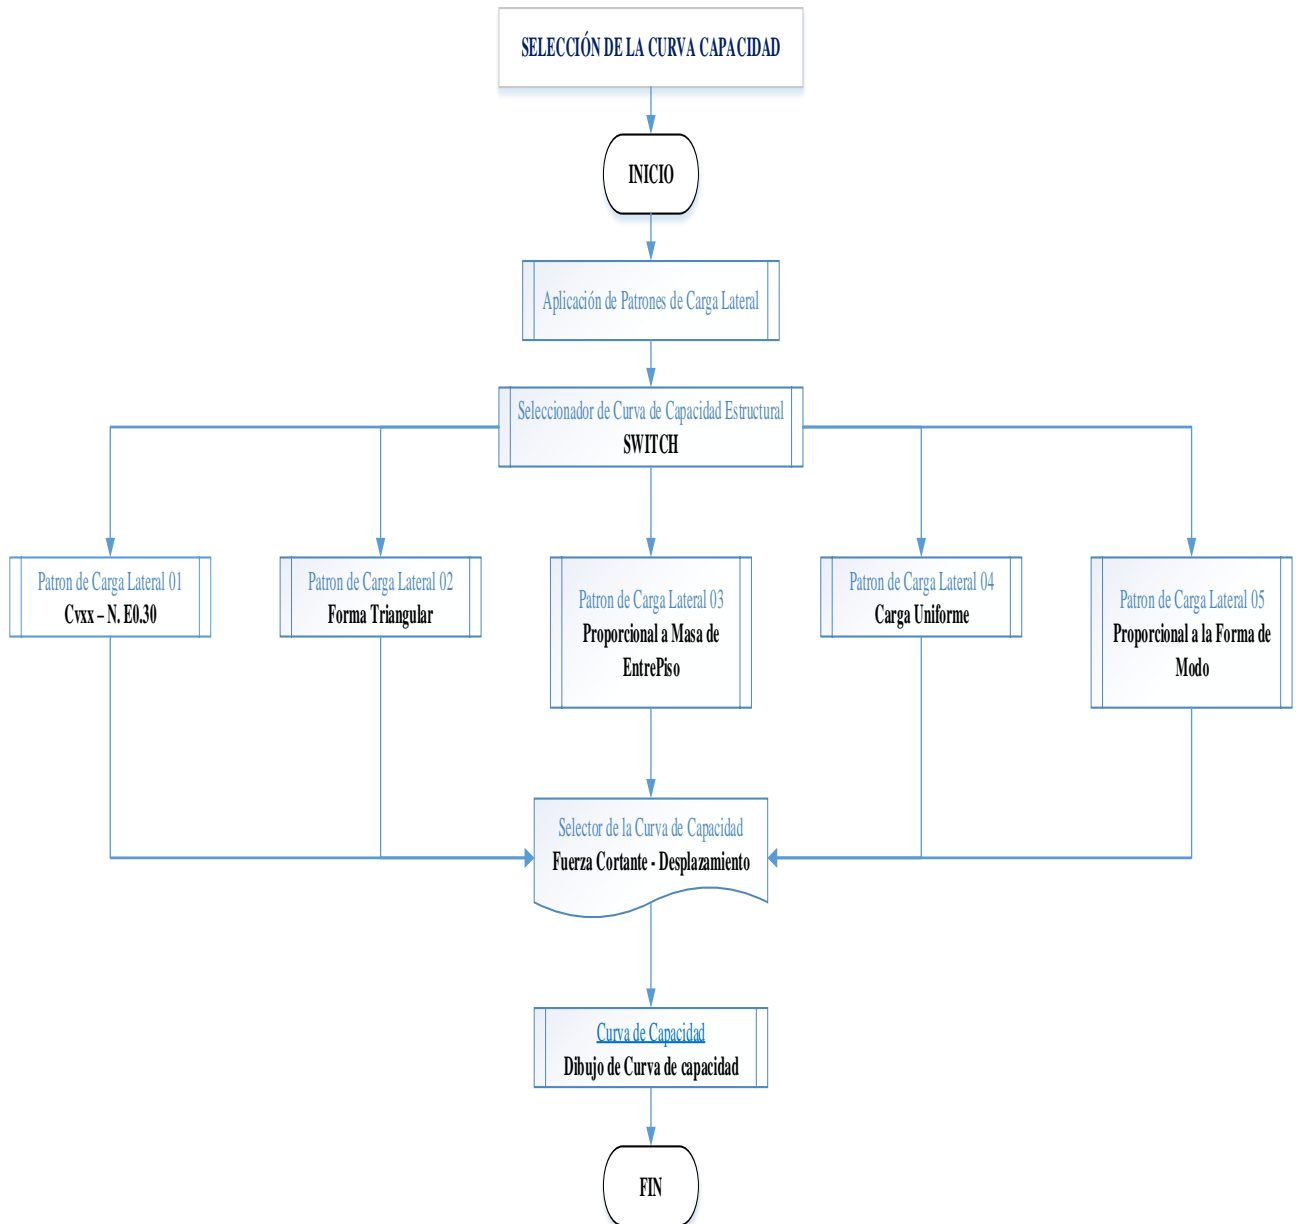 SELECCIÓN DE LA CURVA CAPACIDAD
INICIO
Aplicación de Patrones de Carga Lateral
Seleccionador de Curva de Capacidad Estructural
SWITCH
Patron de Carga Lateral 01
Cvxx – N. E0.30
Patron de Carga Lateral 02
Forma Triangular
Patron de Carga Lateral 03
Proporcional a Masa de
EntrePiso
Patron de Carga Lateral 04
Carga Uniforme
Patron de Carga Lateral 05
Proporcional a la Forma de
Modo
Selector de la Curva de Capacidad
Fuerza Cortante - Desplazamiento
Curva de Capacidad
Dibujo de Curva de capacidad
FIN